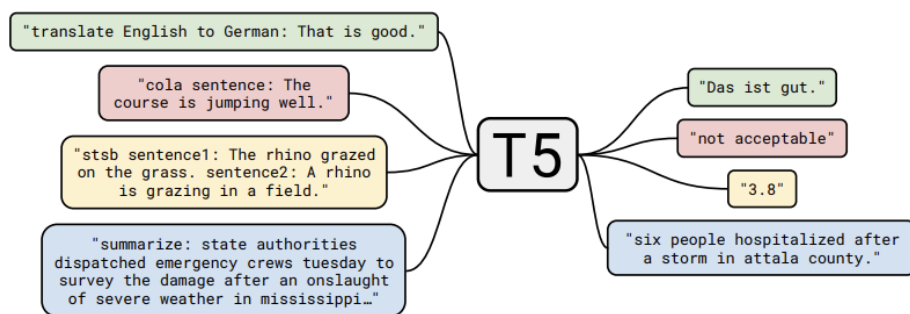 "translate English to German: That is good."
"cola sentence: The
course is jumping well."
"stsb sentence1: The rhino grazed
on the grass. sentence2: A rhino
is grazing in a field."
"summarize: state authorities
dispatched emergency crews tuesday to
survey the damage after an onslaught
of severe weather in mississippi…"
T5
"Das ist gut."
"not acceptable"
"3.8"
"six people hospitalized after
a storm in attala county."